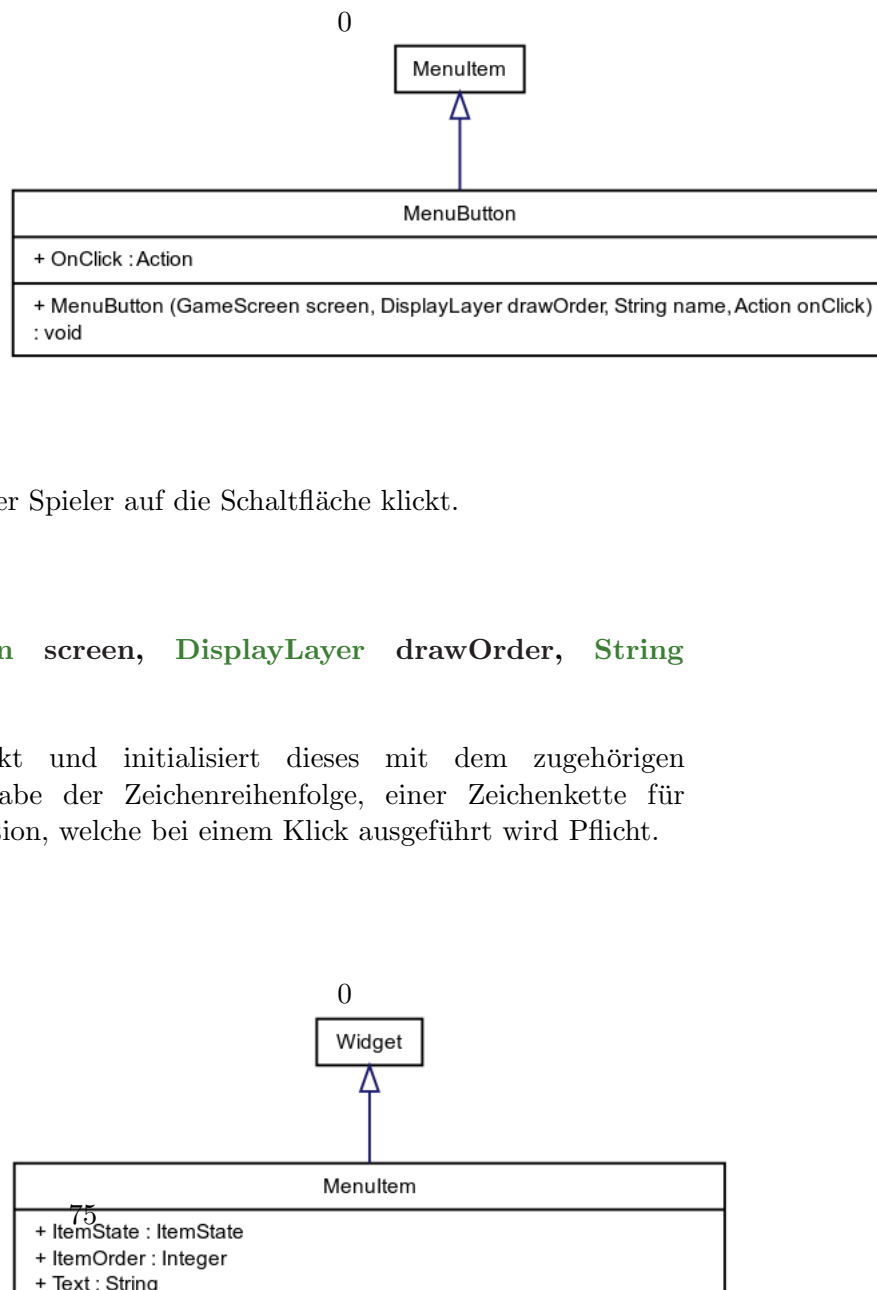 0
MenuItem
MenuButton
+ OnClick : Action
+ MenuButton (GameScreen screen, DisplayLayer drawOrder, String name, Action onClick)
: void
er Spieler auf die Schaltfläche klickt.
n screen, DisplayLayer drawOrder, String
kt und initialisiert dieses mit dem zugehörigen
abe der Zeichenreihenfolge, einer Zeichenkette für
tion, welche bei einem Klick ausgeführt wird Pflicht.
0
Widget
MenuItem
75
+ ItemState : ItemState
+ ItemOrder : Integer
+ Text : String